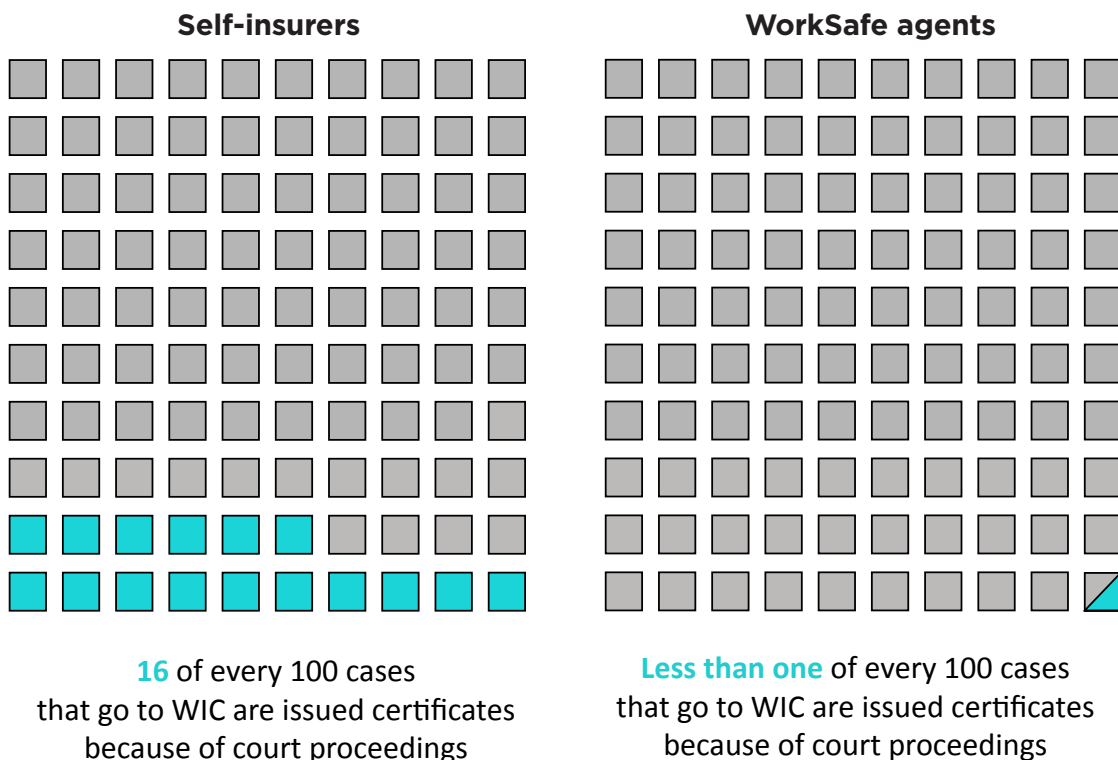 Self-insurers
WorkSafe agents
16 of every 100 cases
that go to WIC are issued certificates
because of court proceedings
Less than one of every 100 cases
that go to WIC are issued certificates
because of court proceedings